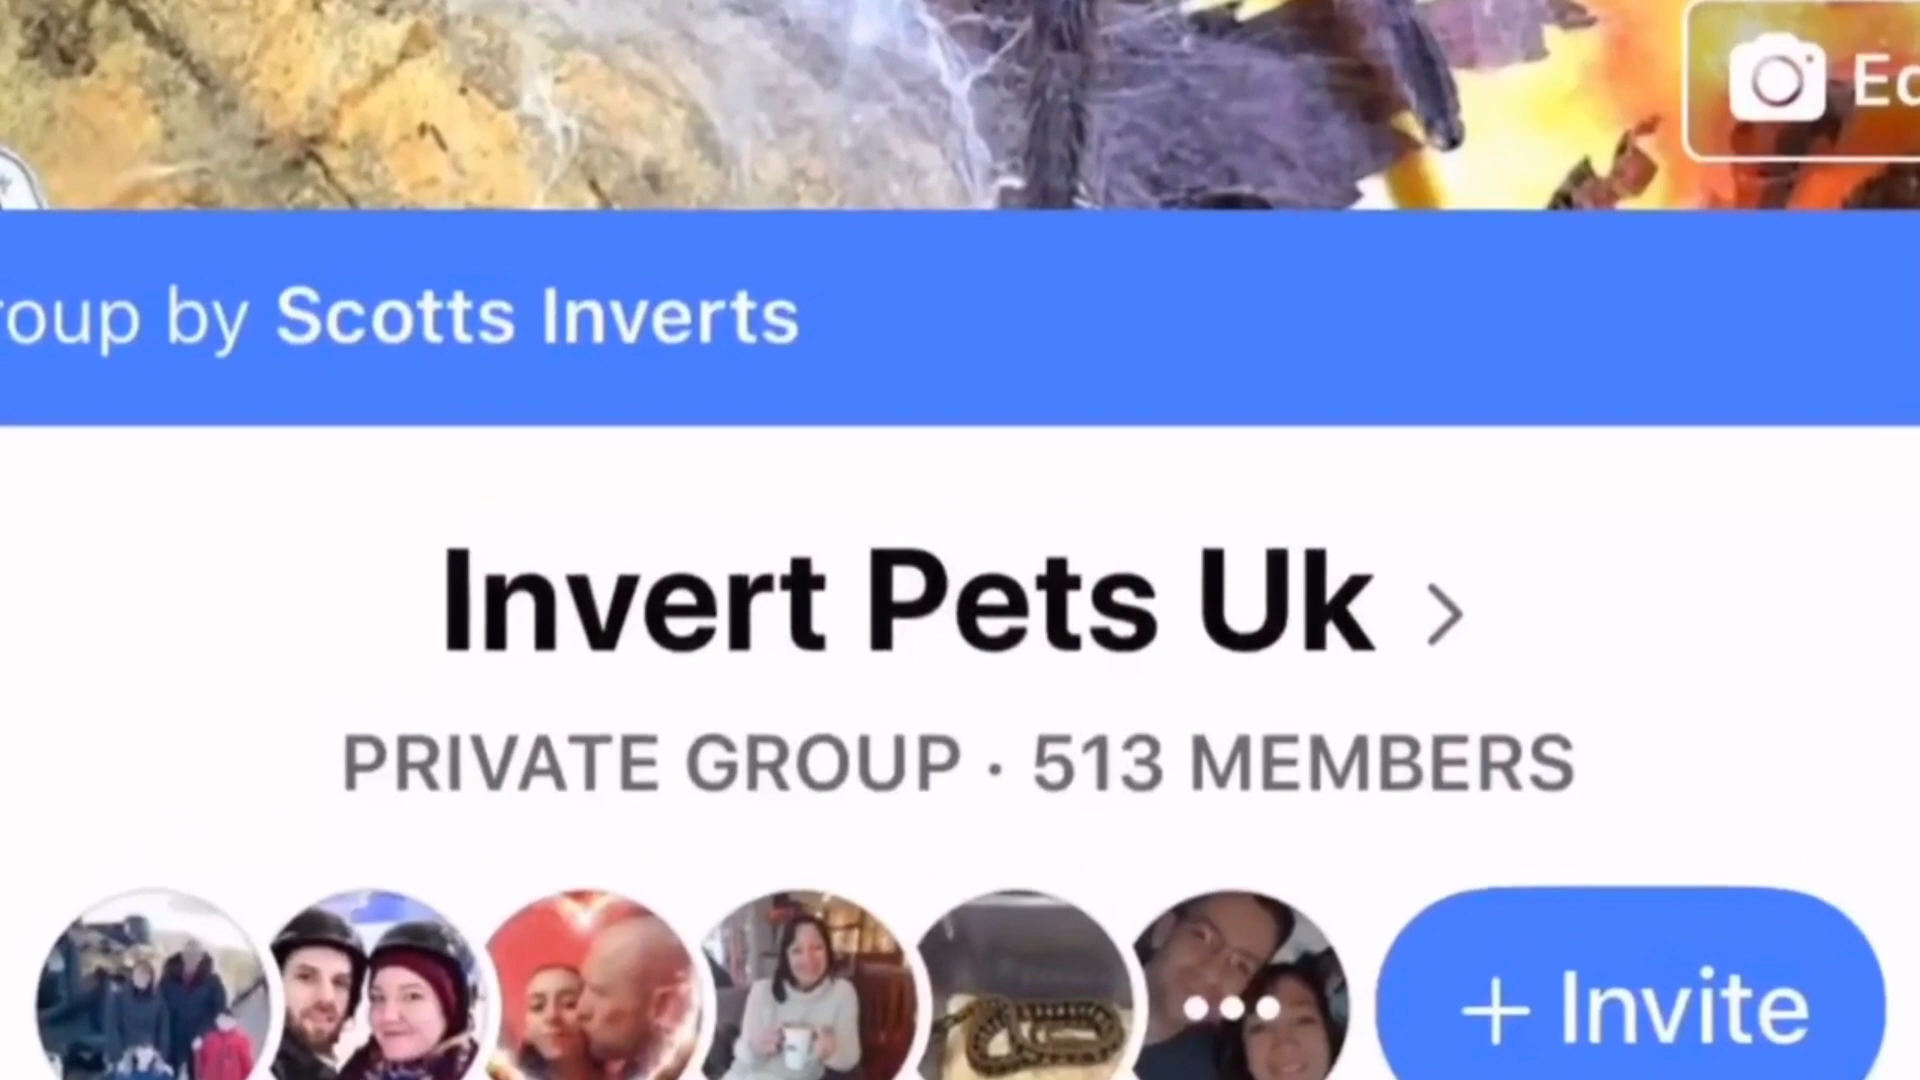 roup by Scotts Inverts
Invert Pets Uk
PRIVATE GROUP · 513 MEMBERS
+ Invite